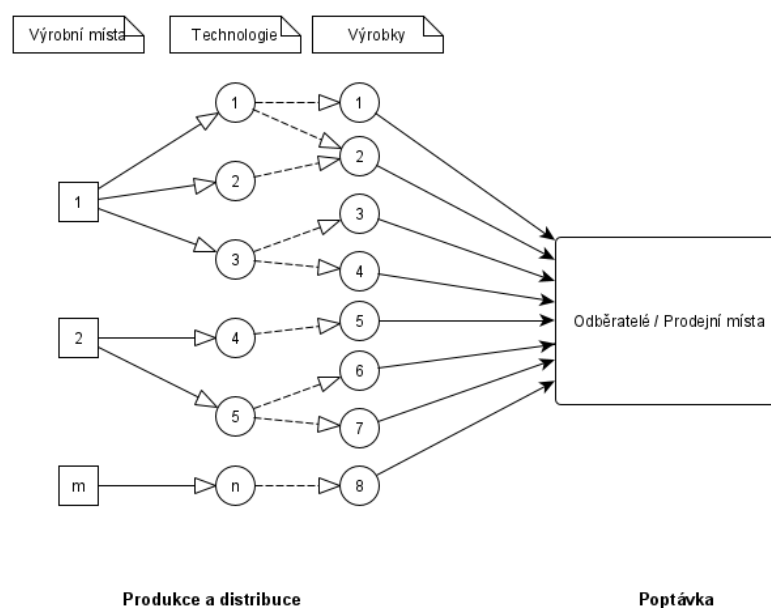 Výrobní místa Technologie Výrobky
1 1
2
1 2
3
3
4
2 4 5
Odběratelé / Prodejní místa
6
5
7
m n 8
Produkce a distribuce Poptávka